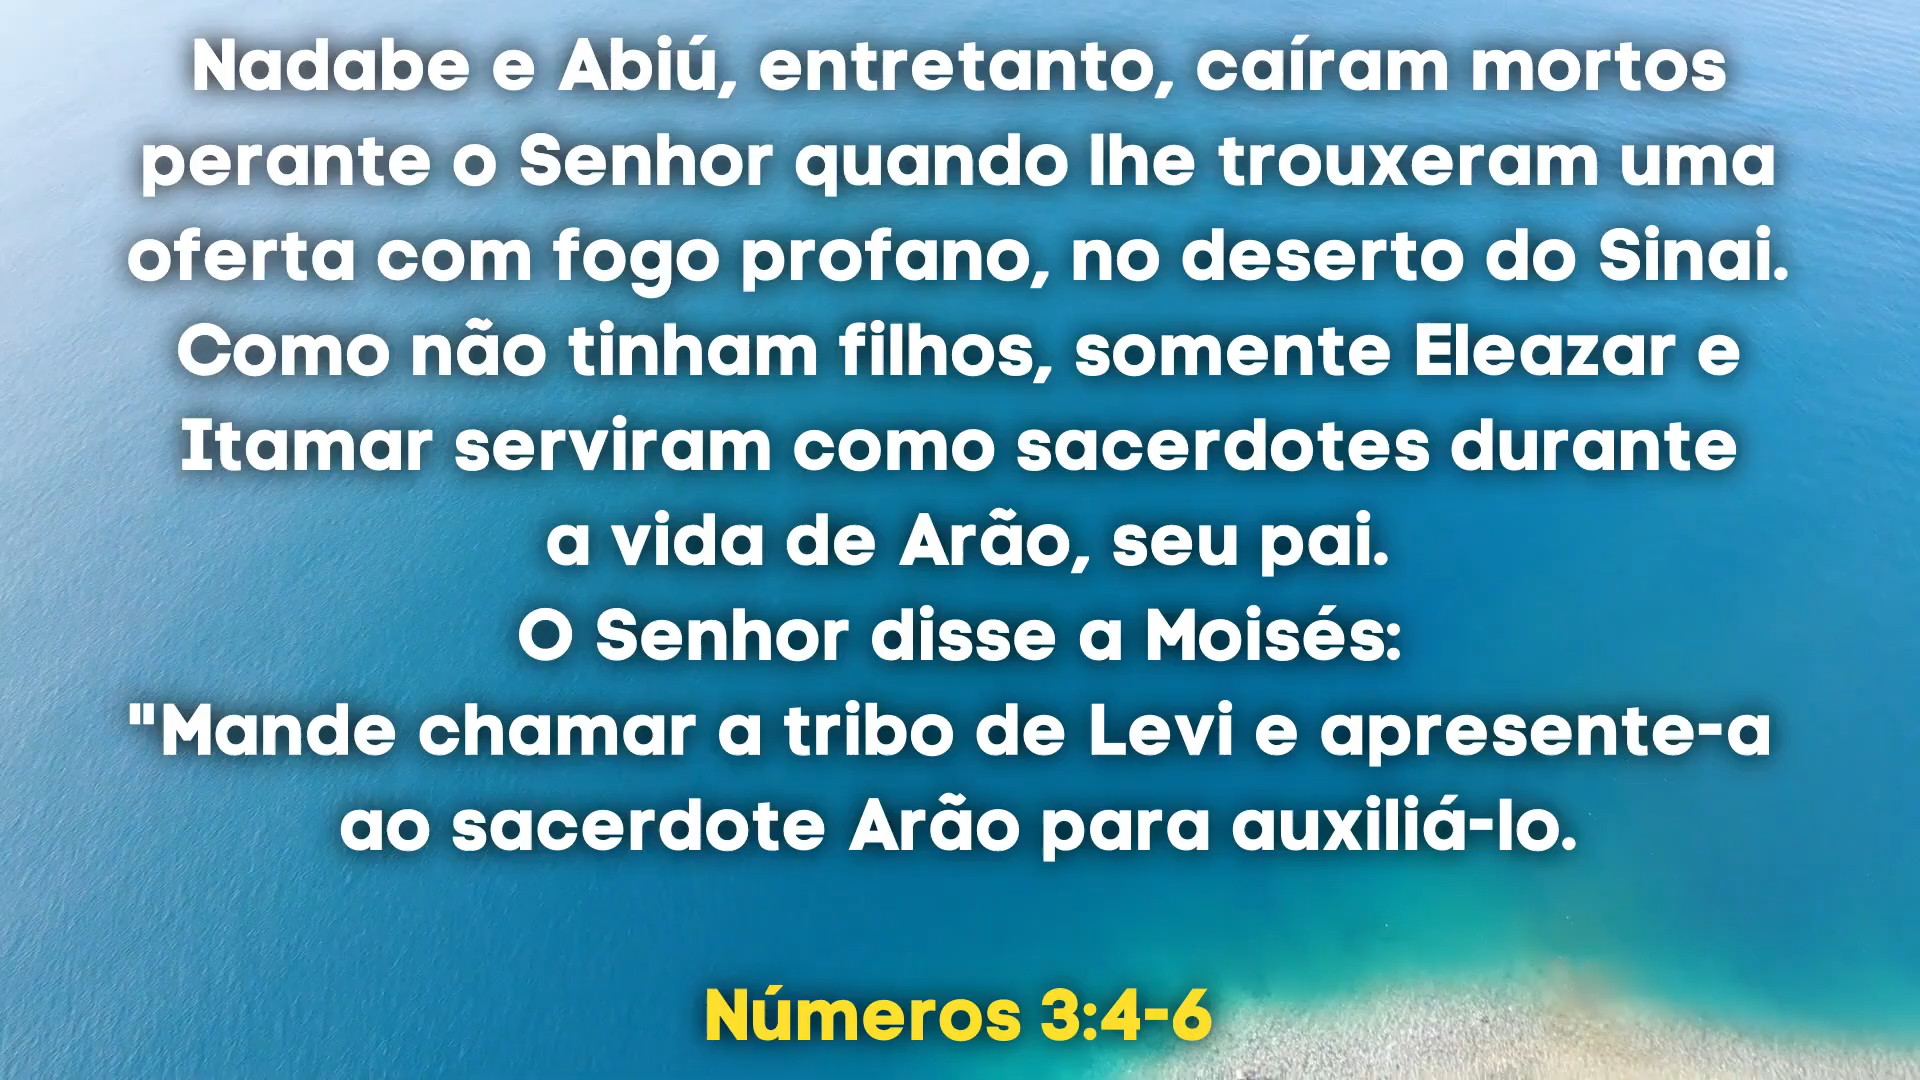 Nadabe e Abiú, entretanto, caíram mortos
perante o Senhor quando lhe trouxeram uma
oferta com fogo profano, no deserto do Sinai.
Como não tinham filhos, somente Eleazar e
Itamar serviram como sacerdotes durante
a vida de Arão, seu pai.
O Senhor disse a Moisés:
"Mande chamar a tribo de Levi e apresente-a
ao sacerdote Arão para auxiliá-lo.
Números 3:4-6